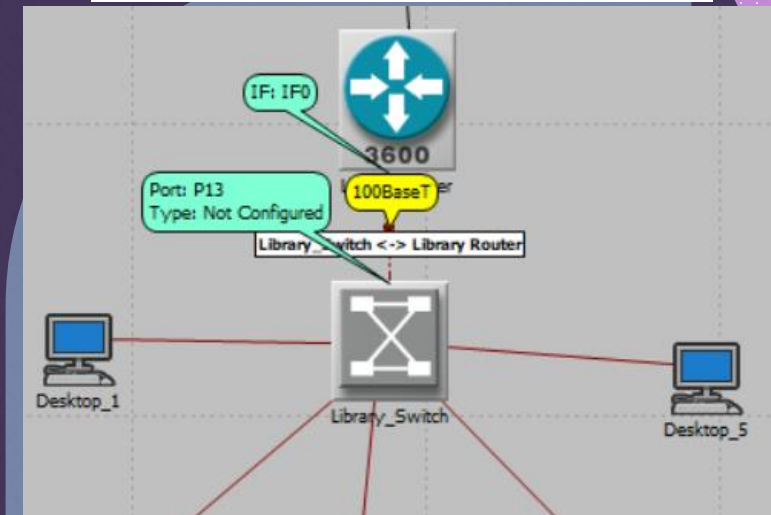 IF: IF0
3600
Port: P13
Type: Not Configured
100BaseT
Library_Switch <-> Library Router
Desktop_1
Library_Switch
Desktop_5